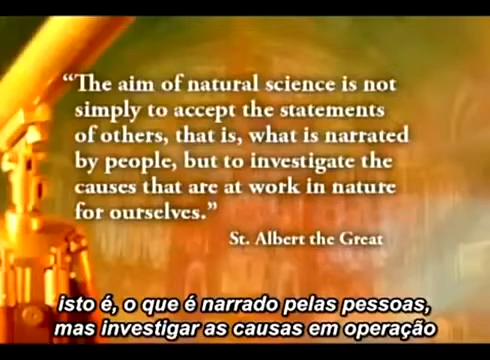 “The aim of natural science is not
simply to accept the statements
of others, that is, what is narrated
by people, but to investigate the
causes that are at work in nature
for ourselves.”
St. Albert the Great
isto é, o que é narrado pelas pessoas,
mas investigar as causas em operação